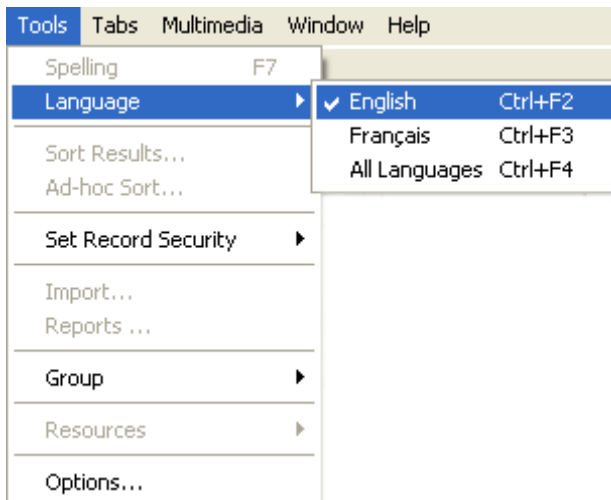 Tools Tabs Multimedia Window Help
Spelling F7
Language
English Ctrl+F2
Français Ctrl+F3
All Languages Ctrl+F4
Sort Results...
Ad-hoc Sort...
Set Record Security
Import...
Reports ...
Group
Resources
Options...